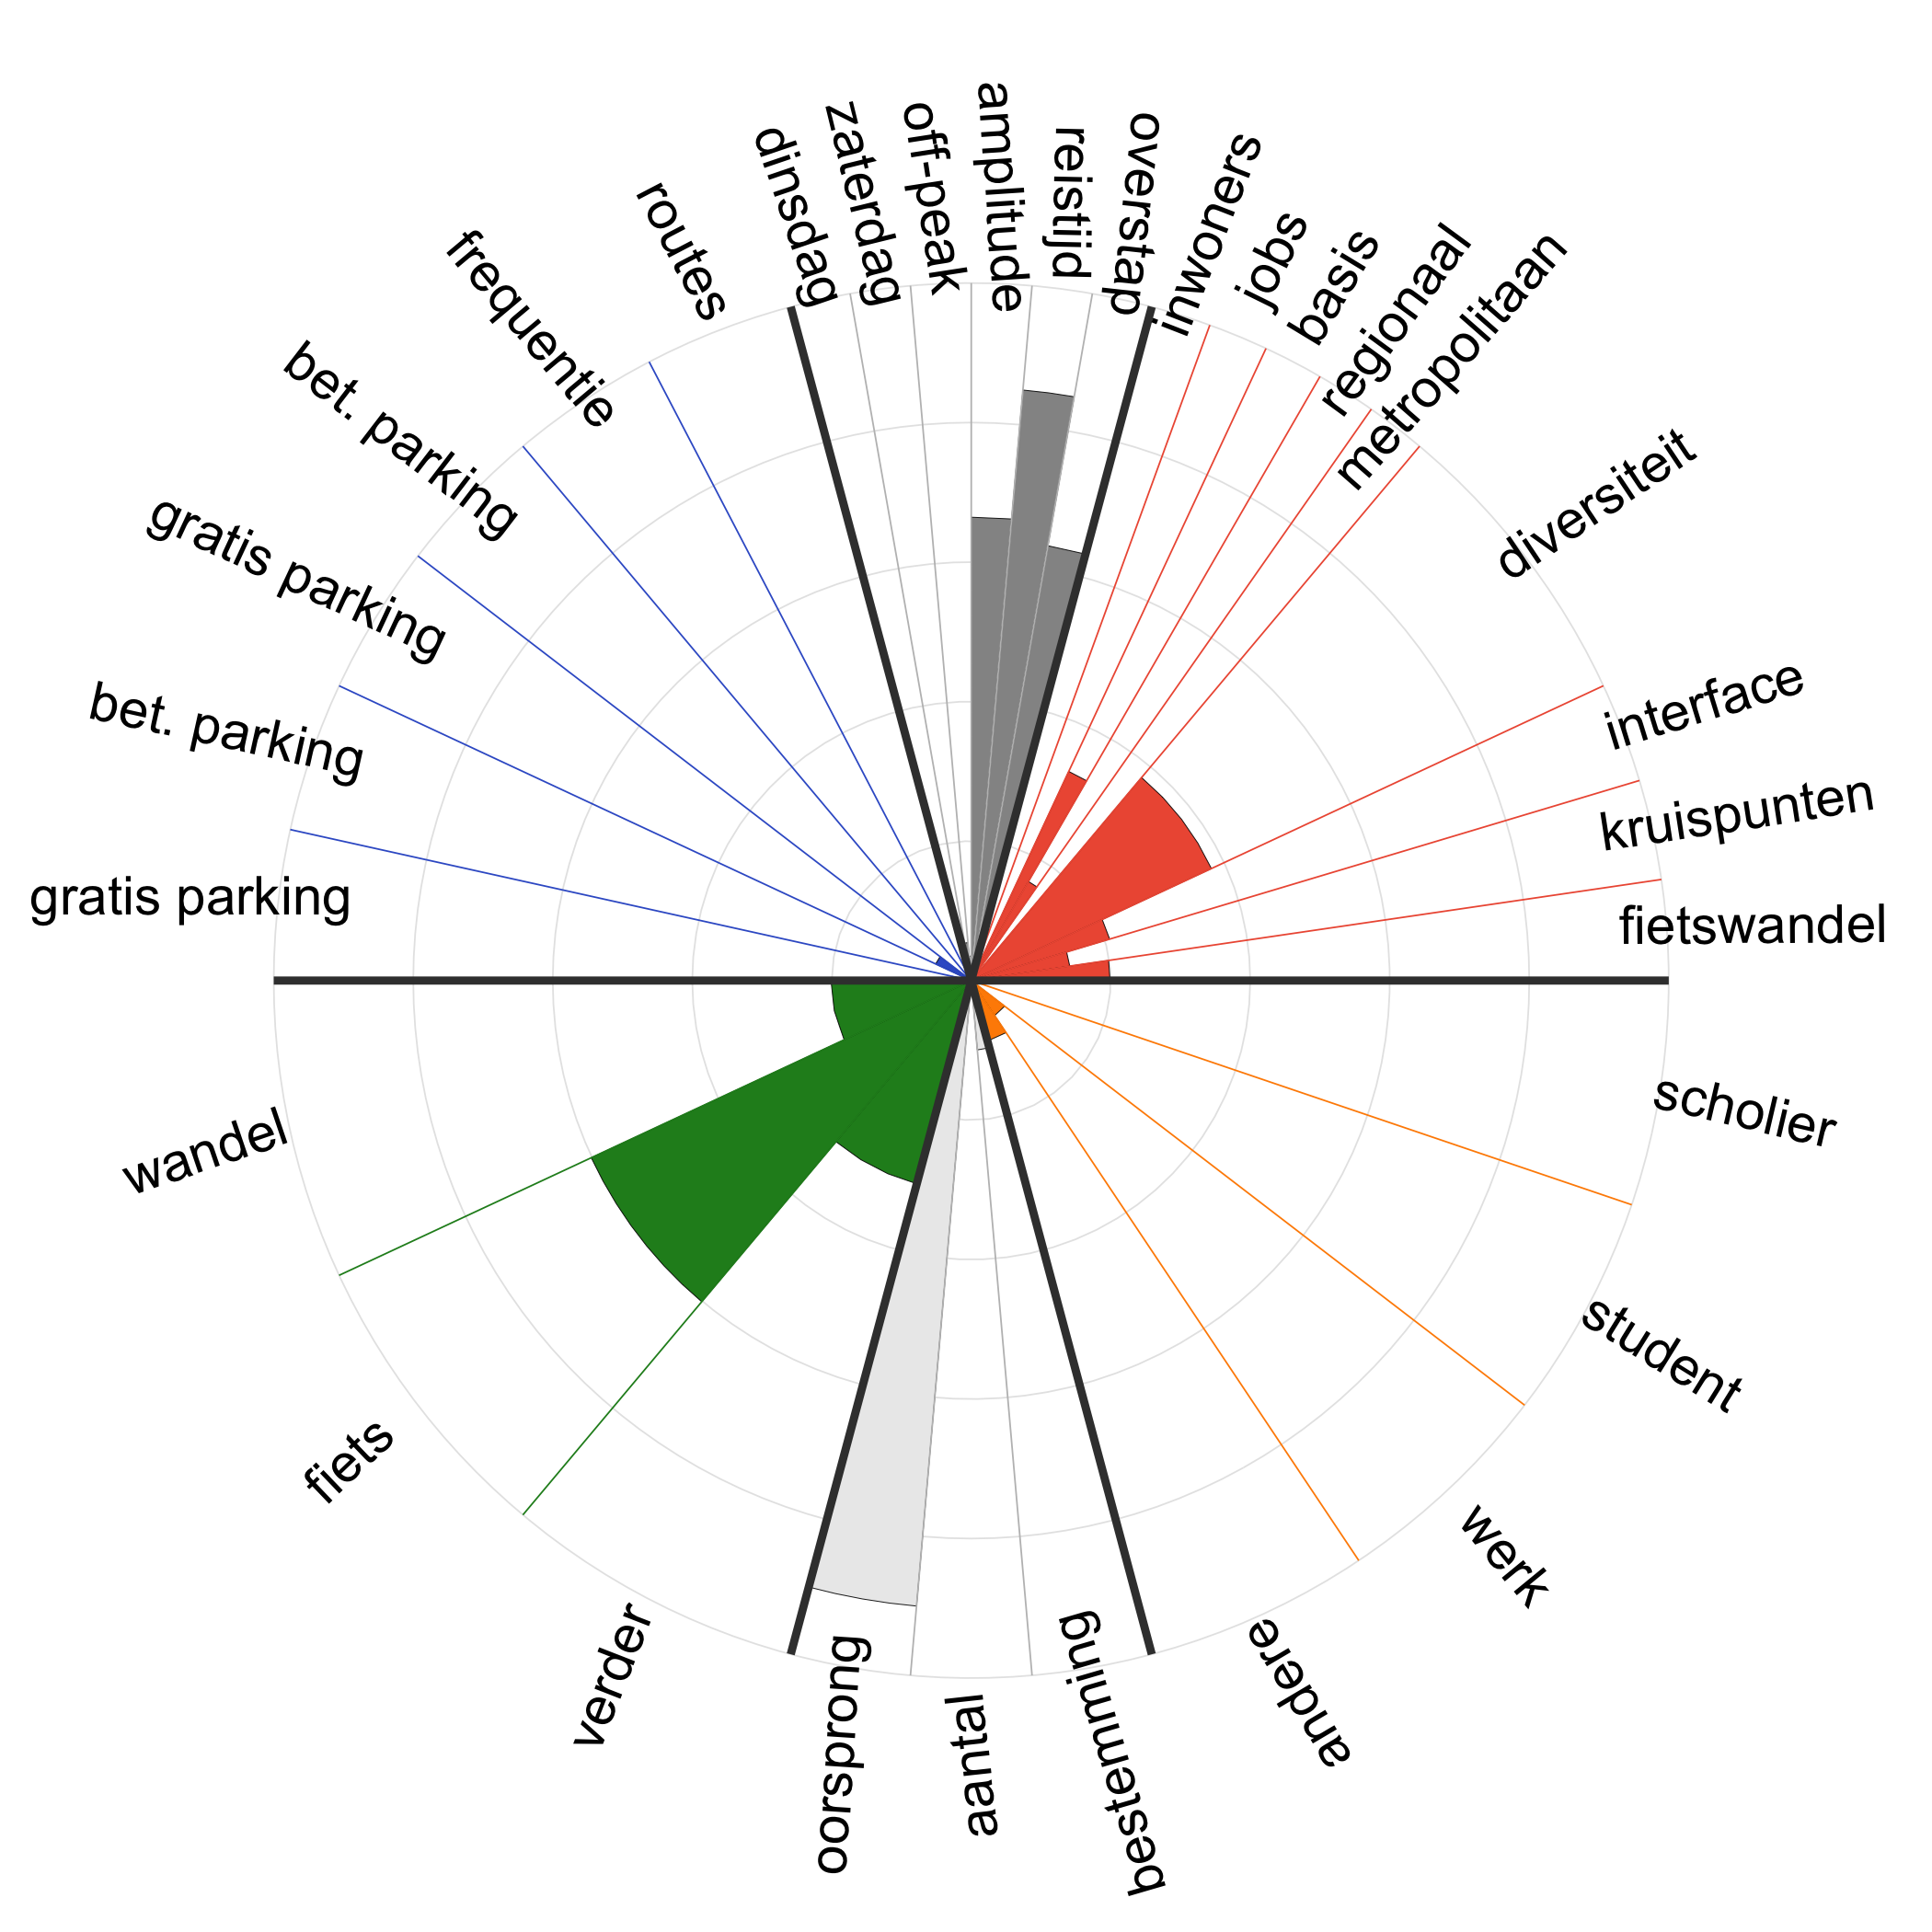 amplitude
reistijd
overstap
inwoners
jobs
basis
regionaal
metropolitaan
diversiteit
interface
kruispunten
fietswandel
scholier
student
werk
andere
bestemming
aantal
oorsprong
verder
fiets
wandel
gratis parking
bet. parking
gratis parking
bet. parking
frequentie
routes
dinsdag
zaterdag
off-peak